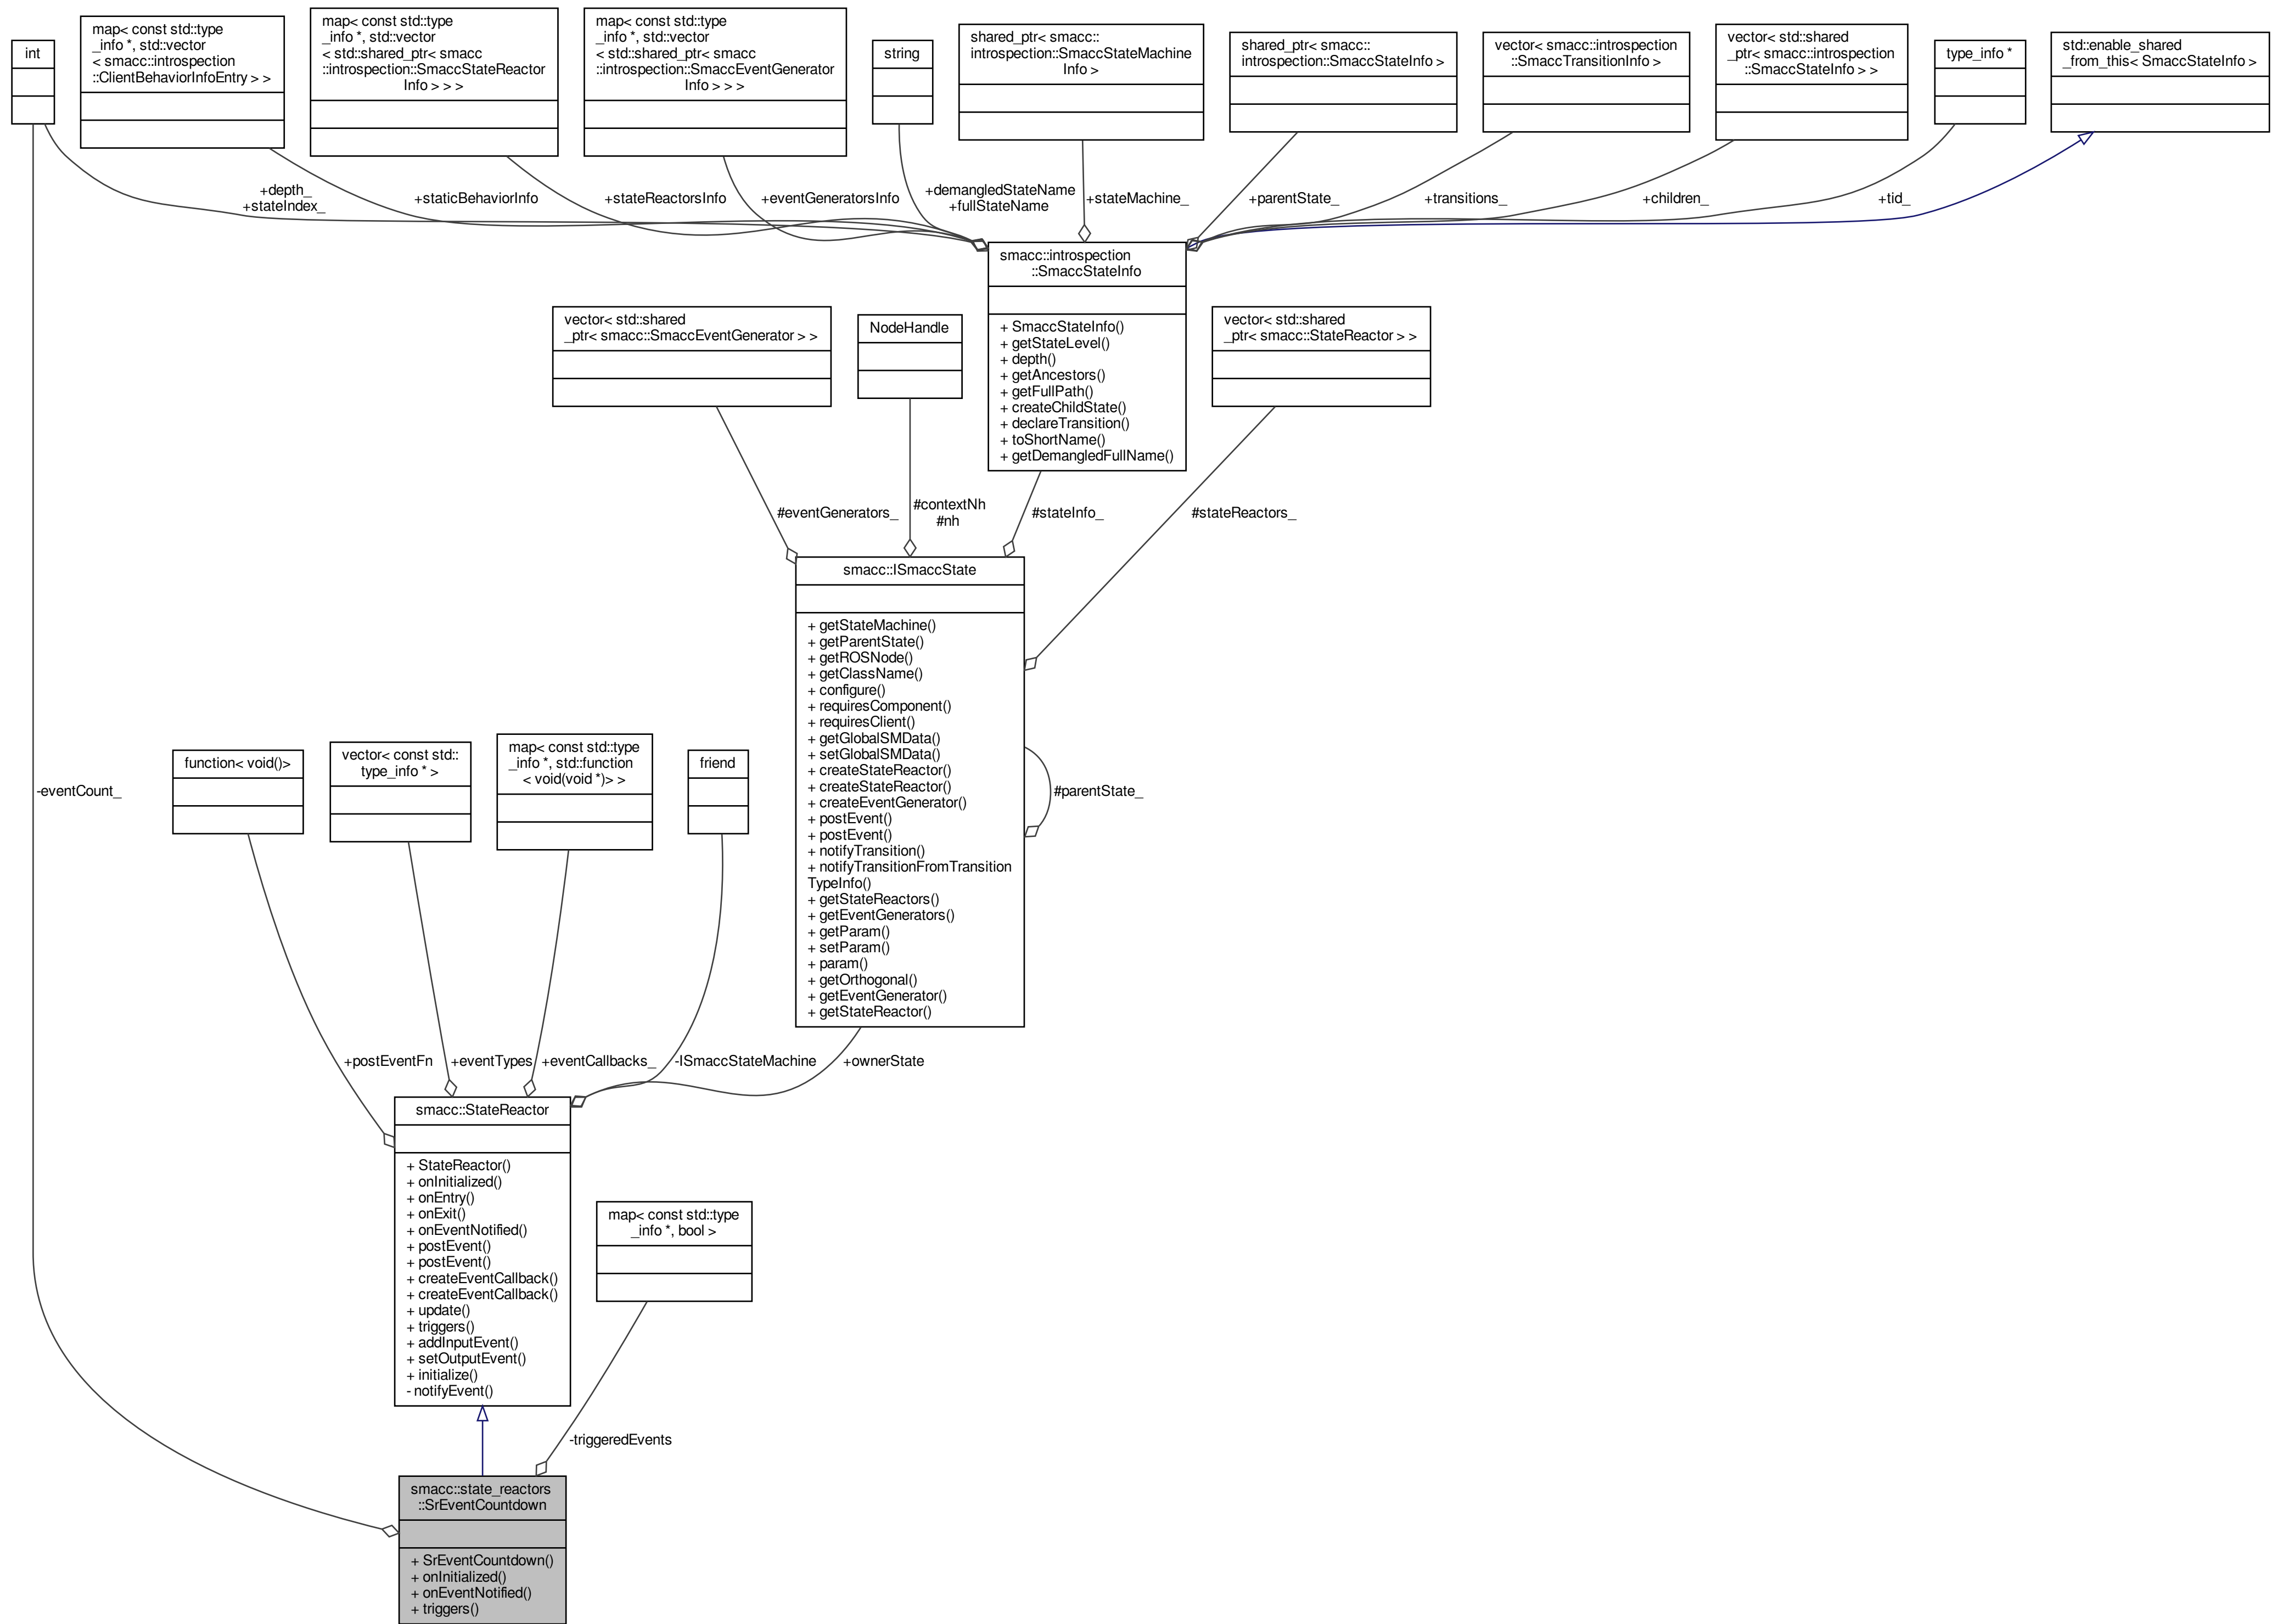 int
map< const std::type
_info *, std::vector
< smacc::introspection
::ClientBehaviorInfoEntry > >
map< const std::type
_info *, std::vector
< std::shared_ptr< smacc
::introspection::SmaccStateReactor
Info > > >
map< const std::type
_info *, std::vector
< std::shared_ptr< smacc
::introspection::SmaccEventGenerator
Info > > >
string
shared_ptr< smacc::
introspection::SmaccStateMachine
Info >
shared_ptr< smacc::
introspection::SmaccStateInfo >
vector< smacc::introspection
::SmaccTransitionInfo >
vector< std::shared
_ptr< smacc::introspection
::SmaccStateInfo > >
type_info *
std::enable_shared
_from_this< SmaccStateInfo >
+depth_
+stateIndex_
+staticBehaviorInfo
+stateReactorsInfo
+eventGeneratorsInfo
+demangledStateName
+fullStateName
+stateMachine_
+parentState_
+transitions_
+children_
+tid_
smacc::introspection
::SmaccStateInfo
+ SmaccStateInfo()
+ getStateLevel()
+ depth()
+ getAncestors()
+ getFullPath()
+ createChildState()
+ declareTransition()
+ toShortName()
+ getDemangledFullName()
vector< std::shared
_ptr< smacc::SmaccEventGenerator > >
NodeHandle
vector< std::shared
_ptr< smacc::StateReactor > >
#eventGenerators_
#contextNh
#nh
#stateInfo_
#stateReactors_
smacc::ISmaccState
+ getStateMachine()
+ getParentState()
+ getROSNode()
+ getClassName()
+ configure()
+ requiresComponent()
+ requiresClient()
+ getGlobalSMData()
+ setGlobalSMData()
+ createStateReactor()
+ createStateReactor()
+ createEventGenerator()
+ postEvent()
+ postEvent()
+ notifyTransition()
+ notifyTransitionFromTransition
TypeInfo()
+ getStateReactors()
+ getEventGenerators()
+ getParam()
+ setParam()
+ param()
+ getOrthogonal()
+ getEventGenerator()
+ getStateReactor()
#parentState_
-eventCount_
function< void()>
vector< const std::
type_info * >
map< const std::type
_info *, std::function
< void(void *)> >
friend
+postEventFn
+eventTypes
+eventCallbacks_
-ISmaccStateMachine
+ownerState
smacc::StateReactor
+ StateReactor()
+ onInitialized()
+ onEntry()
+ onExit()
+ onEventNotified()
+ postEvent()
+ postEvent()
+ createEventCallback()
+ createEventCallback()
+ update()
+ triggers()
+ addInputEvent()
+ setOutputEvent()
+ initialize()
- notifyEvent()
map< const std::type
_info *, bool >
-triggeredEvents
smacc::state_reactors
::SrEventCountdown
+ SrEventCountdown()
+ onInitialized()
+ onEventNotified()
+ triggers()